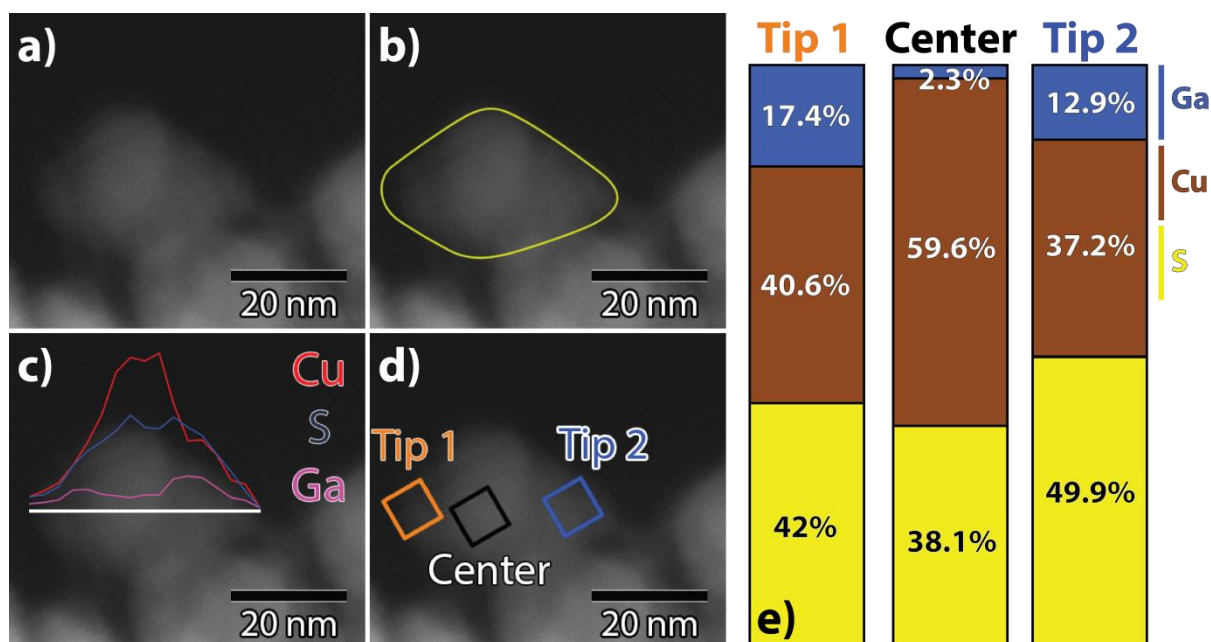 a)
20 nm
b)
20 nm
c)
Cu
S
Ga
20 nm
d)
Tip 1
Tip 2
Center
20 nm
Tip 1
Center
Tip 2
17.4%
40.6%
42%
2.3%
59.6%
38.1%
12.9%
37.2%
49.9%
Ga
Cu
S
e)